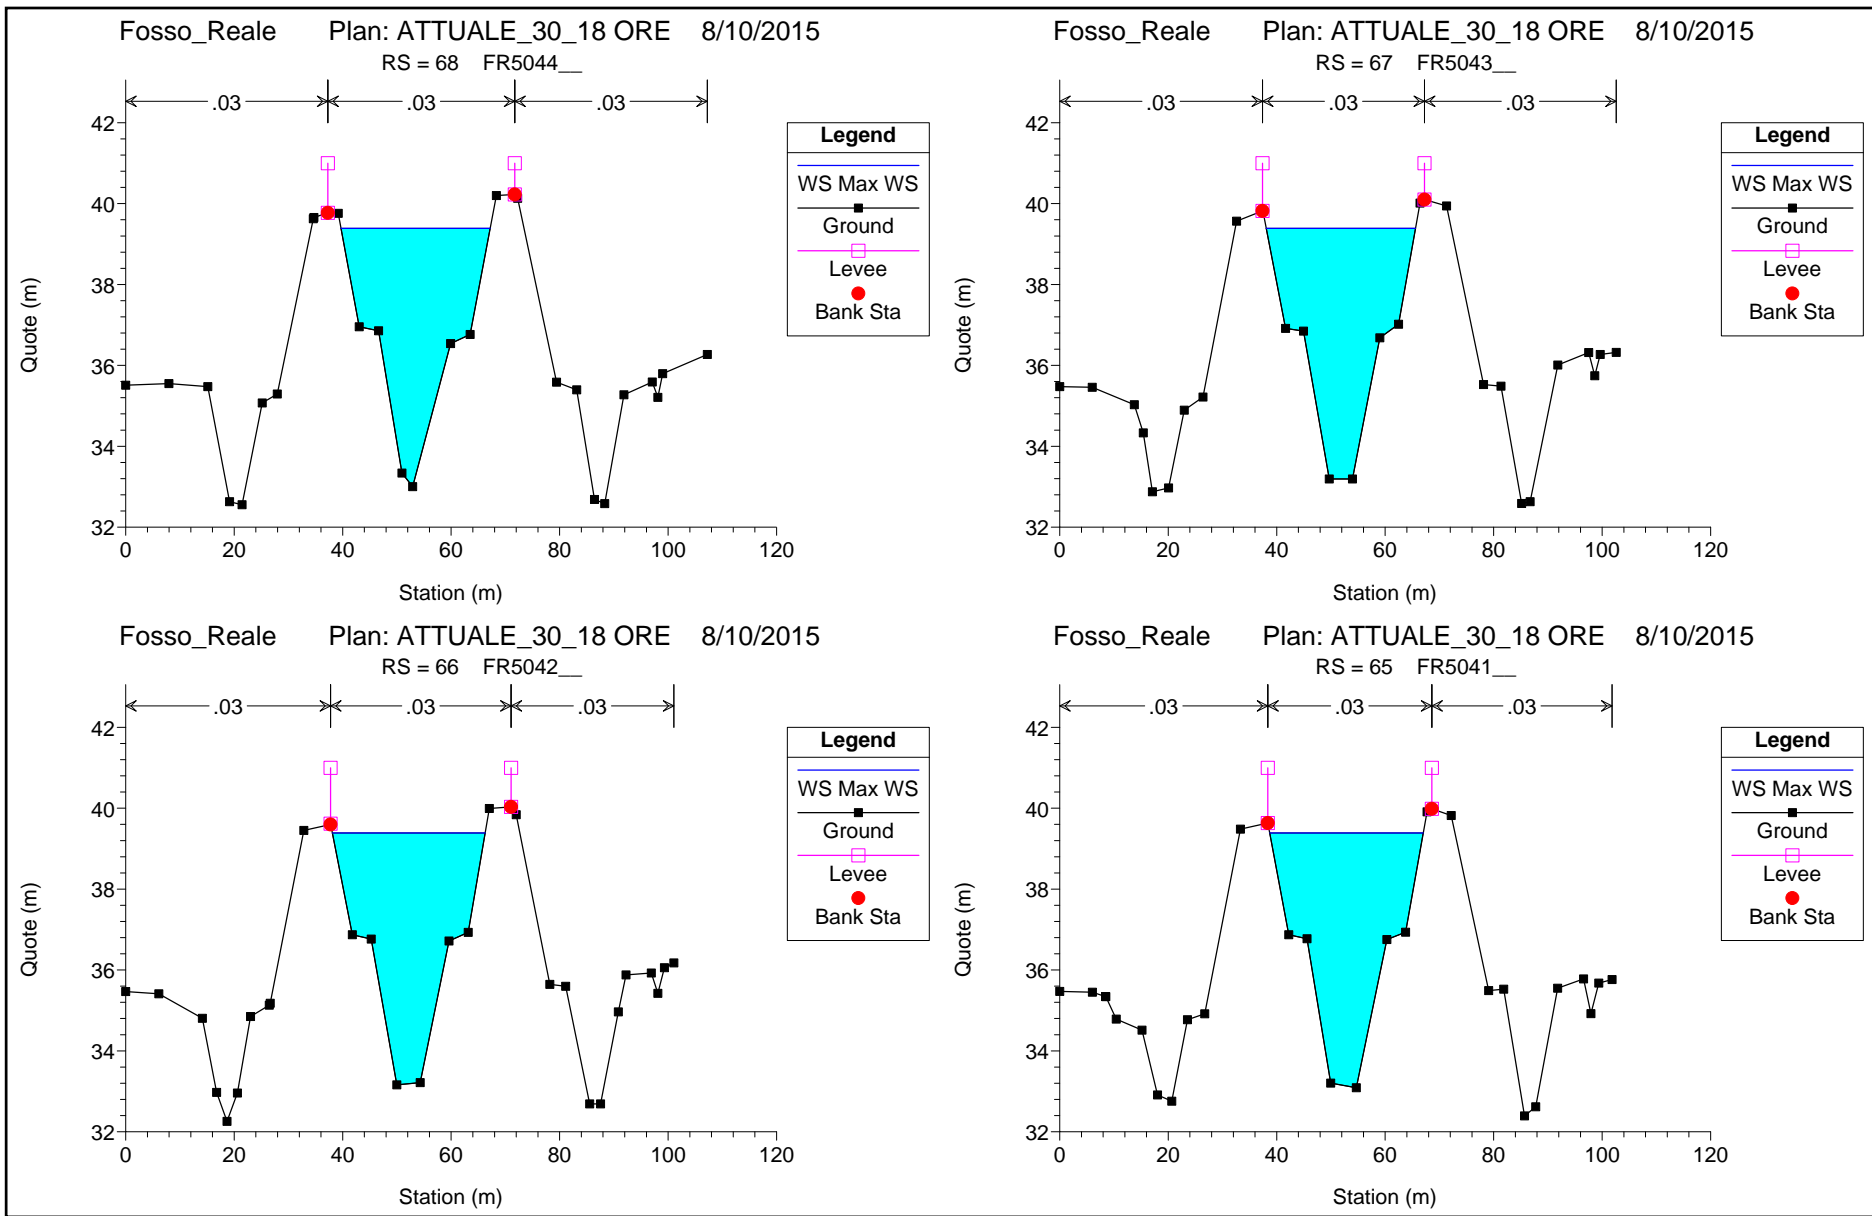 Fosso_Reale Plan: ATTUALE_30_18 ORE 8/10/2015
RS = 68 FR5044__
.03 .03 .03
42
40
38
36
34
32
0 20 40 60 80 100 120
Station (m)
Quote (m)
Legend
WS Max WS
Ground
Levee
Bank Sta
Fosso_Reale Plan: ATTUALE_30_18 ORE 8/10/2015
RS = 67 FR5043__
.03 .03 .03
42
40
38
36
34
32
0 20 40 60 80 100 120
Station (m)
Quote (m)
Legend
WS Max WS
Ground
Levee
Bank Sta
Fosso_Reale Plan: ATTUALE_30_18 ORE 8/10/2015
RS = 66 FR5042__
.03 .03 .03
42
40
38
36
34
32
0 20 40 60 80 100 120
Station (m)
Quote (m)
Legend
WS Max WS
Ground
Levee
Bank Sta
Fosso_Reale Plan: ATTUALE_30_18 ORE 8/10/2015
RS = 65 FR5041__
.03 .03 .03
42
40
38
36
34
32
0 20 40 60 80 100 120
Station (m)
Quote (m)
Legend
WS Max WS
Ground
Levee
Bank Sta